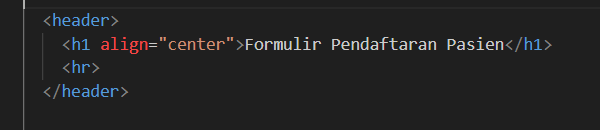 <header>
<h1 align="center">Formulir Pendaftaran Pasien</h1>
<hr>
</header>